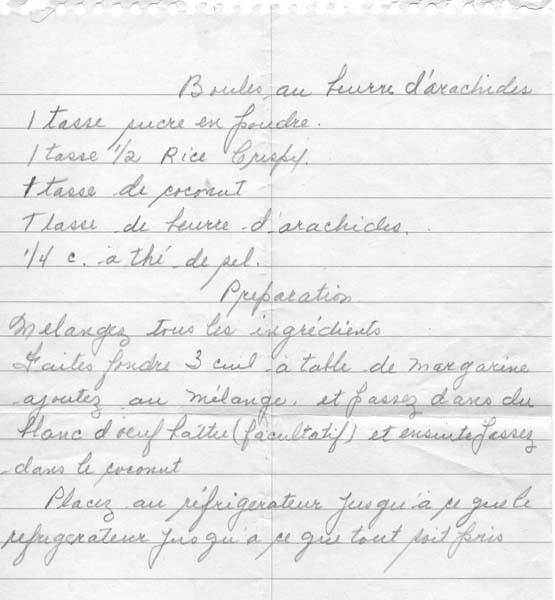 Boules au beurre d'arachides
1 tasse sucre en poudre.
1 tasse 1/2 Rice Crispy.
1 tasse de coconut
1 tasse de beurre d'arachides.
1/4 c. à thé de sel.
Preparation
Mélangez tous les ingrédients
Faites fondre 3 cuil à table de margarine
ajoutez au mélange. et passez dans du
blanc d'oeuf battu (facultatif) et ensuite passez
dans le coconut
Placez au réfrigerateur jusqu'à ce que le
refrigerateur jusqu'a ce que tout soit pris